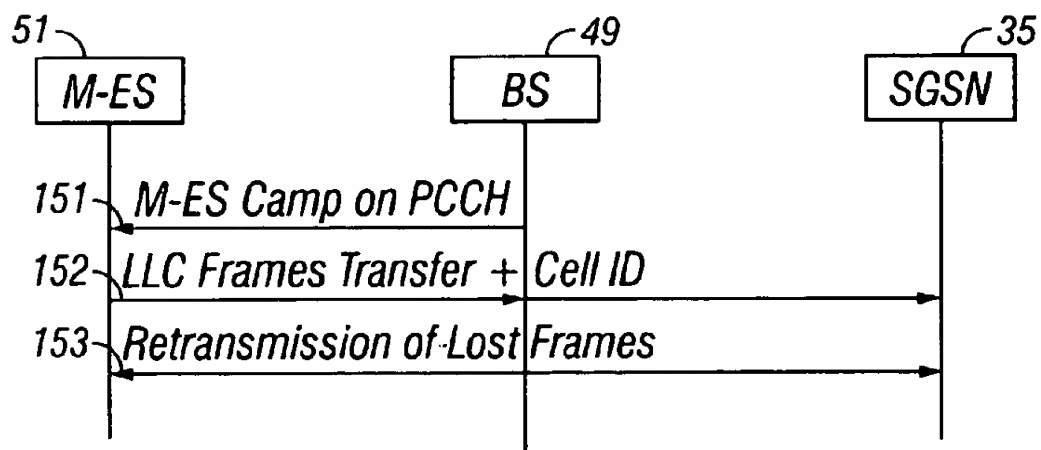 51 49 35
M-ES BS SGSN
151 M-ES Camp on PCCH
152 LLC Frames Transfer + Cell ID
153 Retransmission of Lost Frames